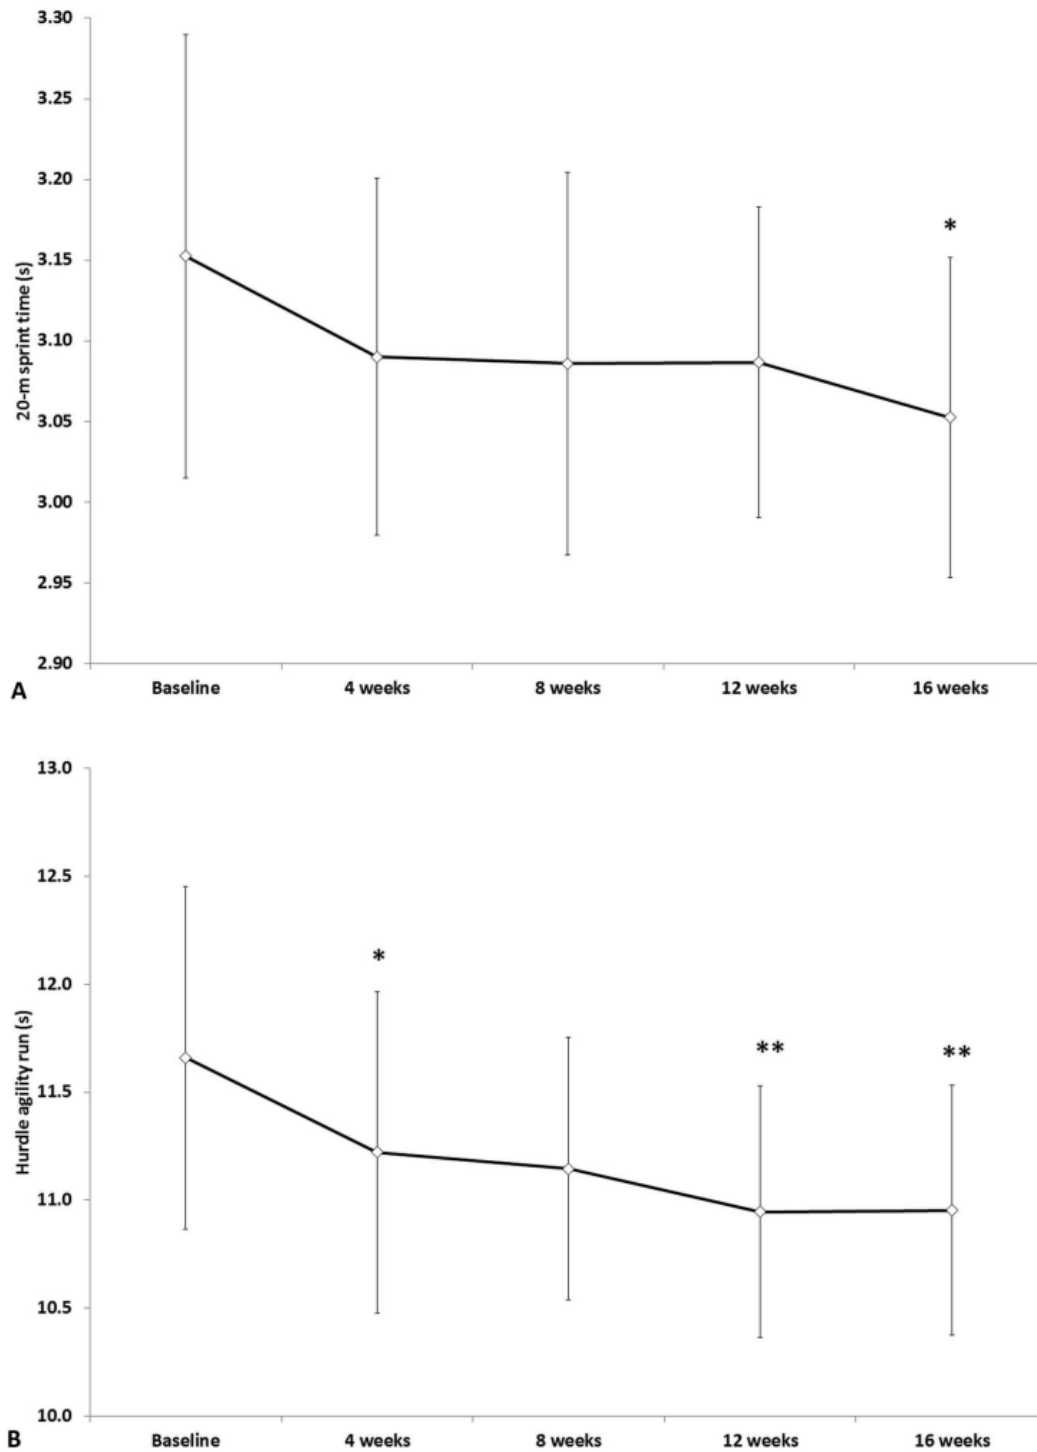 3.30
3.25
3.20
3.15
3.10
3.05
3.00
2.95
2.90
20-m sprint time (s)
*
A
Baseline 4 weeks 8 weeks 12 weeks 16 weeks
13.0
12.5
12.0
11.5
11.0
10.5
10.0
Hurdle agility run (s)
* ** **
B
Baseline 4 weeks 8 weeks 12 weeks 16 weeks